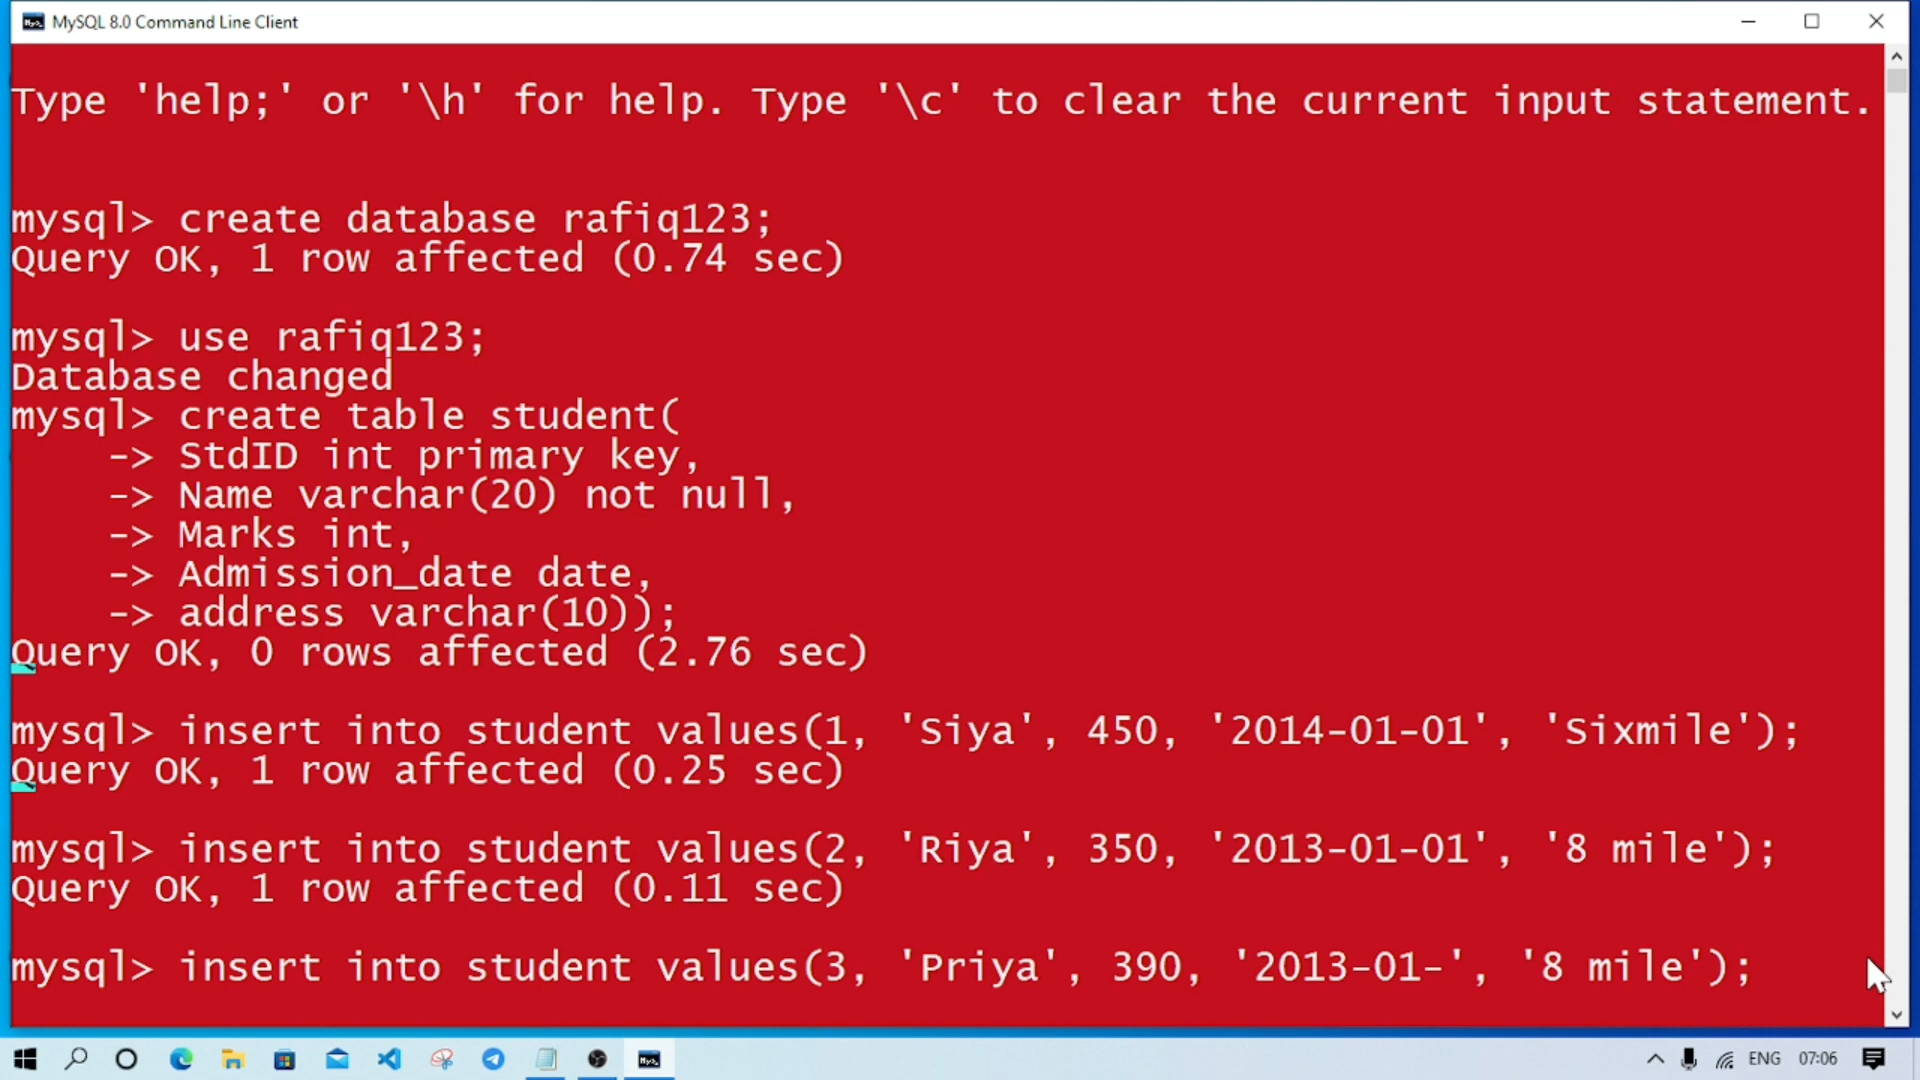 MySQL 8.0 Command Line Client
Type 'help;' or '\h' for help. Type '\c' to clear the current input statement.
mysql> create database rafiq123;
Query OK, 1 row affected (0.74 sec)
mysql> use rafiq123;
Database changed
mysql> create table student(
    -> StdID int primary key,
    -> Name varchar(20) not null,
    -> Marks int,
    -> Admission_date date,
    -> address varchar(10));
Query OK, 0 rows affected (2.76 sec)
mysql> insert into student values(1, 'Siya', 450, '2014-01-01', 'Sixmile');
Query OK, 1 row affected (0.25 sec)
mysql> insert into student values(2, 'Riya', 350, '2013-01-01', '8 mile');
Query OK, 1 row affected (0.11 sec)
mysql> insert into student values(3, 'Priya', 390, '2013-01-', '8 mile');
ENG 07:06